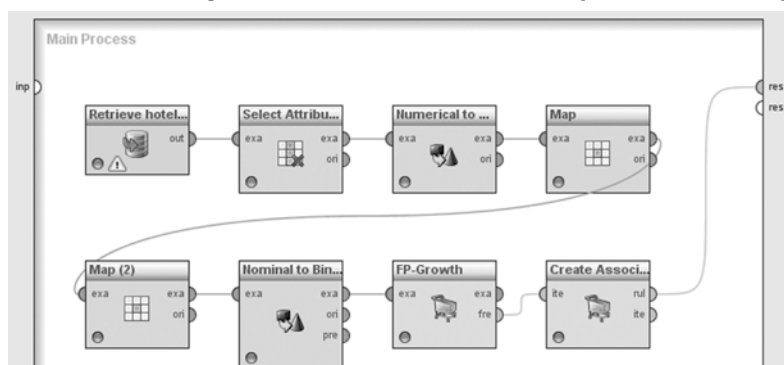 Main Process
inp
res
res
Retrieve hotel...
out
Select Attribu...
exa
exa
ori
Numerical to ...
exa
exa
ori
Map
exa
exa
ori
Map (2)
exa
exa
ori
Nominal to Bin...
exa
exa
ori
pre
FP-Growth
exa
exa
fre
Create Associ...
ite
rul
ite